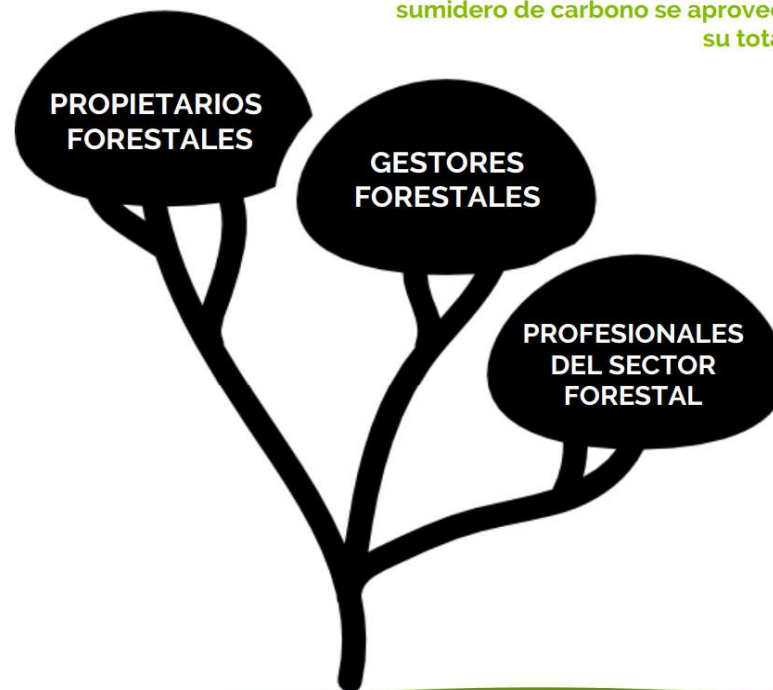 sumidero de carbono se
su
PROPIETARIOS
FORESTALES
GESTORES
FORESTALES
PROFESIONALES
DEL SECTOR
FORESTAL